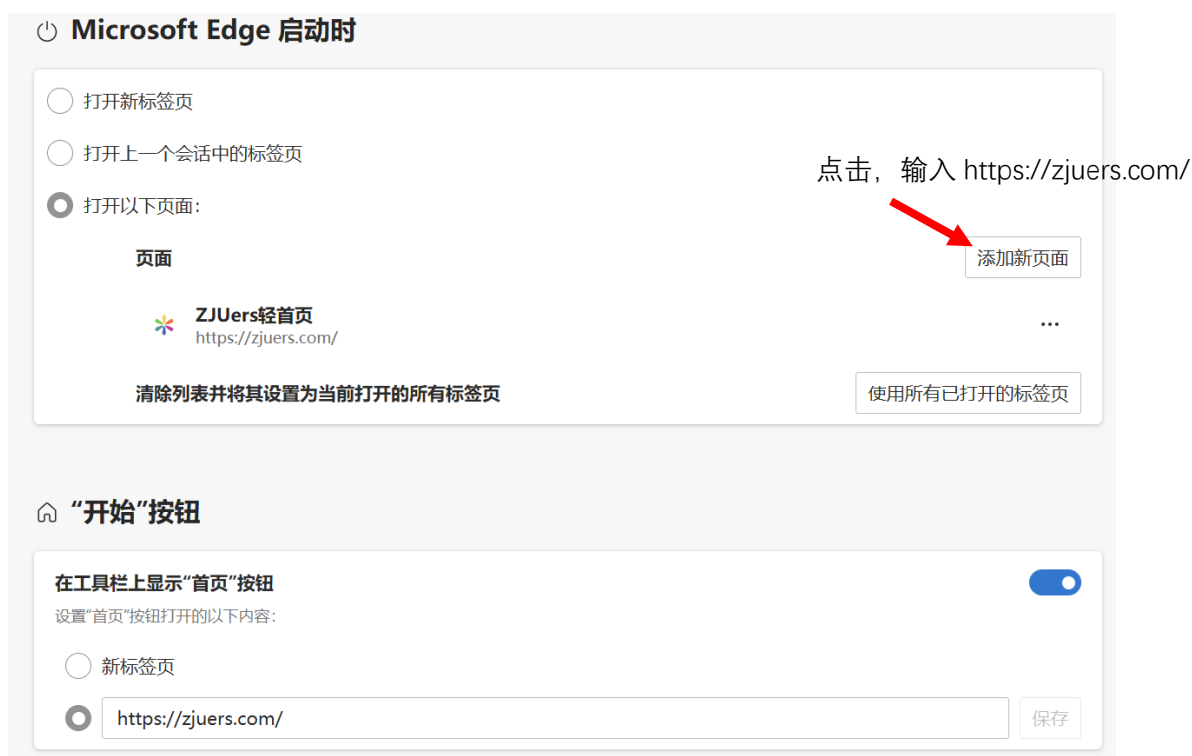 Microsoft Edge 启动时
打开新标签页
打开上一个会话中的标签页
点击，输入 https://zjuers.com/
打开以下页面：
页面
添加新页面
ZJUers轻首页
https://zjuers.com/
清除列表并将其设置为当前打开的所有标签页
使用所有已打开的标签页
“开始”按钮
在工具栏上显示“首页”按钮
设置“首页”按钮打开的以下内容：
新标签页
https://zjuers.com/
保存